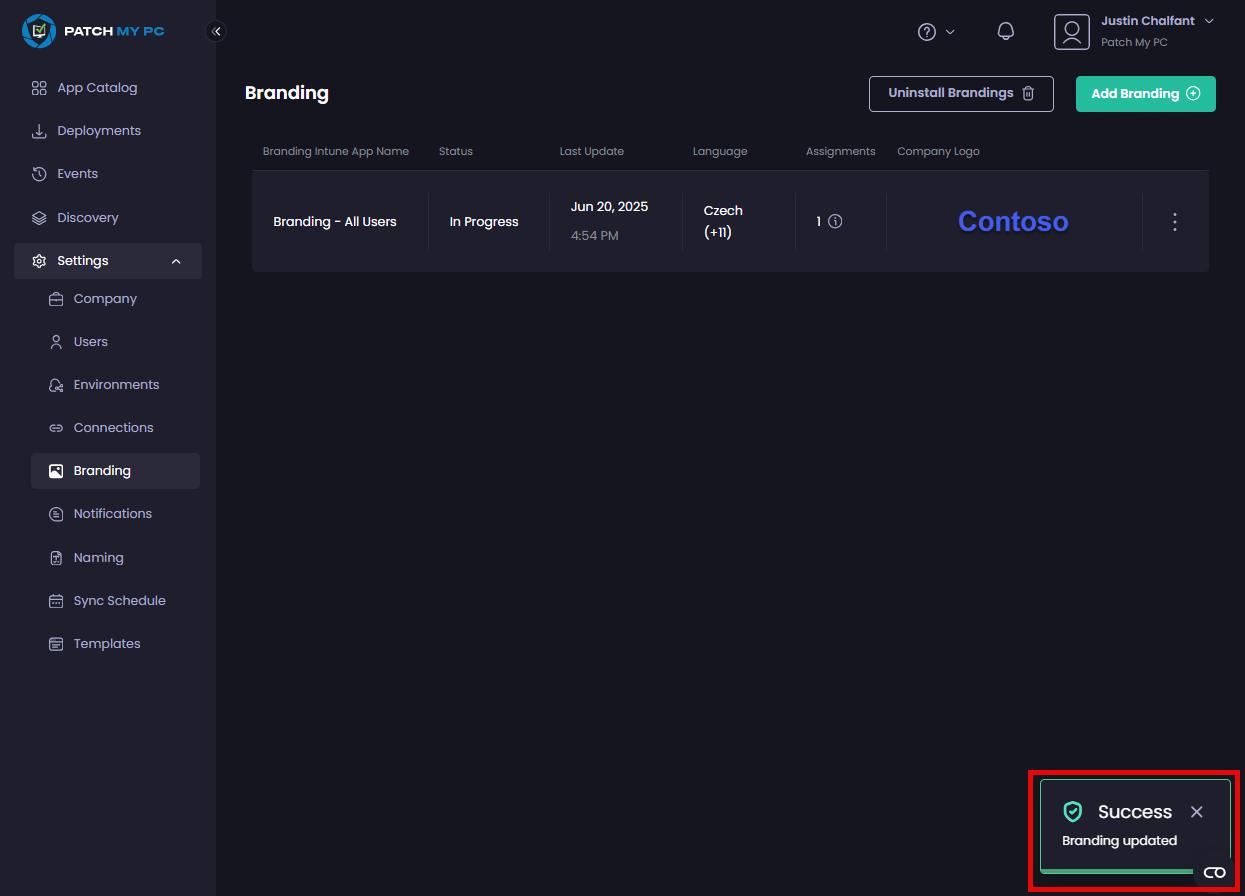 PATCH MY PC
Justin Chalfant
Patch My PC
App Catalog
Deployments
Events
Discovery
Settings
Company
Users
Environments
Connections
Branding
Notifications
Naming
Sync Schedule
Templates
Branding
Uninstall Brandings
Add Branding
Branding Intune App Name Status Last Update Language Assignments Company Logo
Branding - All Users
In Progress
Jun 20, 2025
4:54 PM
Czech
(+11)
1
Contoso
Success
Branding updated